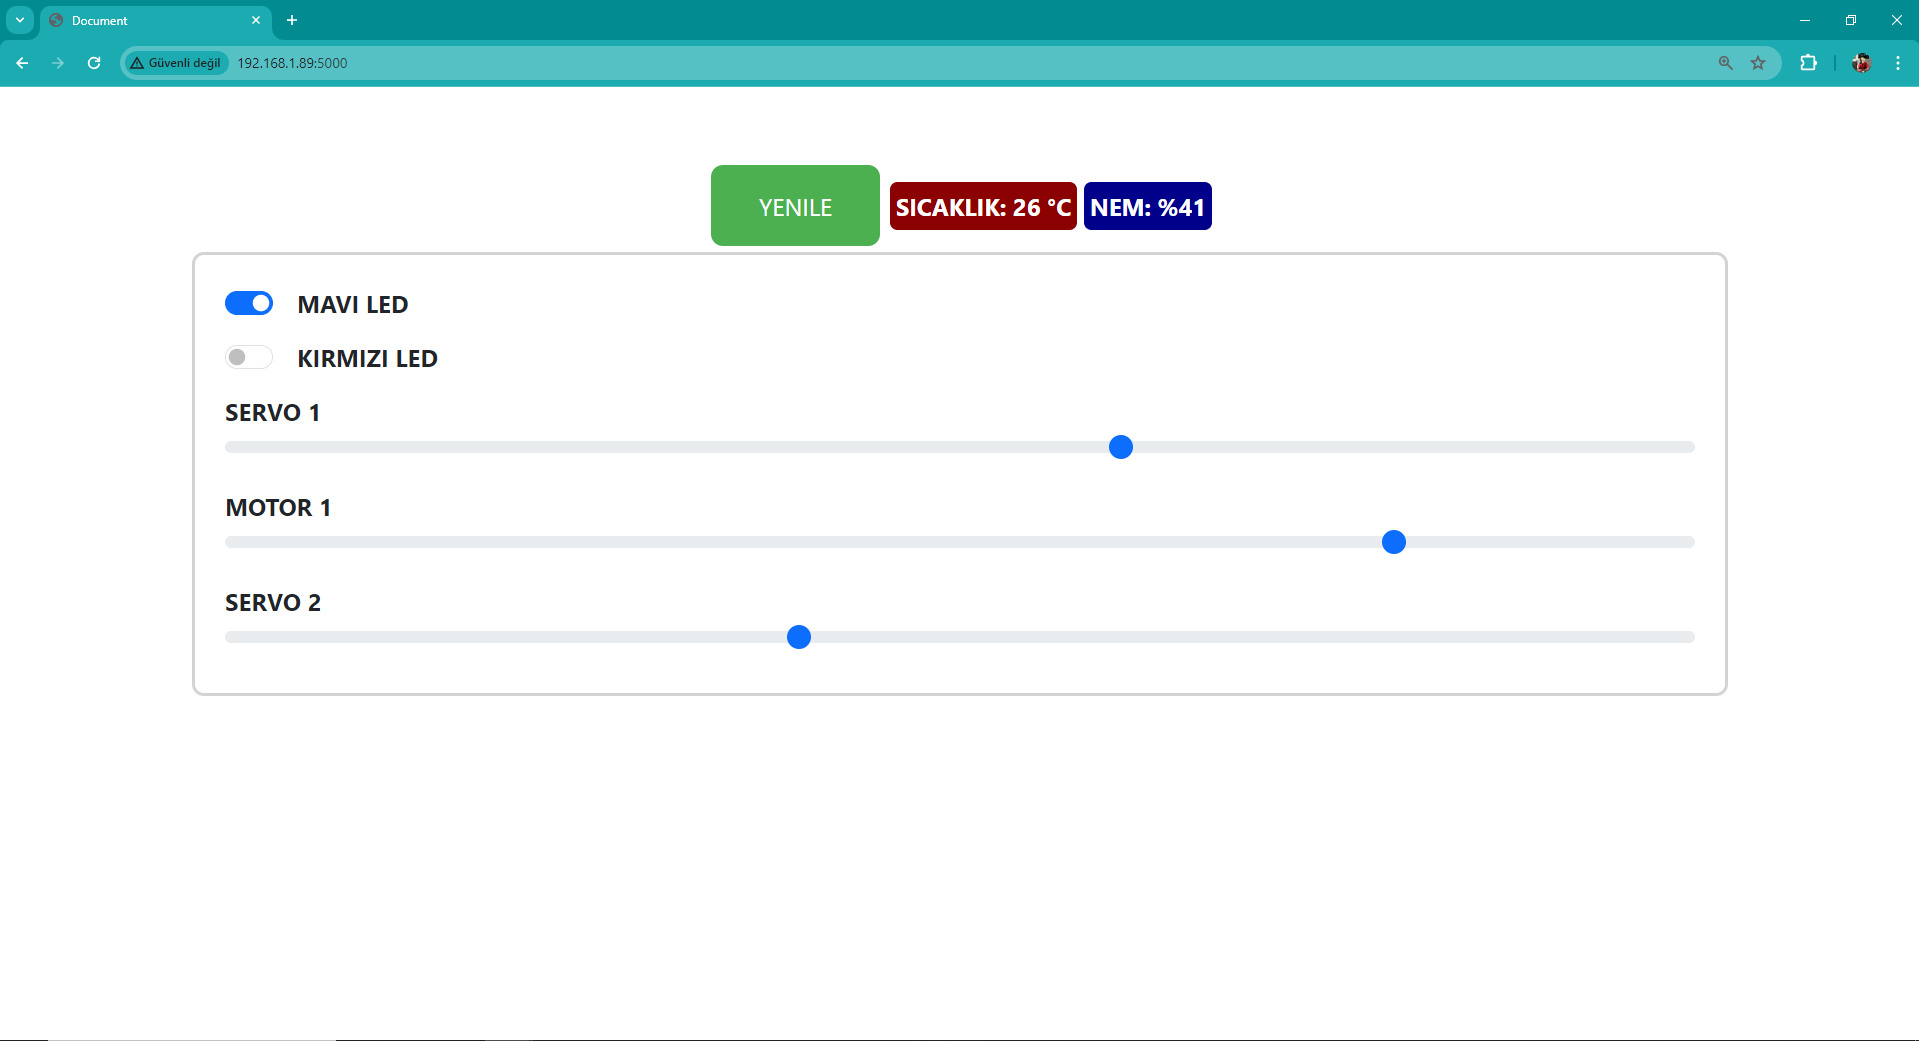 Document
Güvenli değil 192.168.1.89:5000
YENILE SICAKLIK: 26 °C NEM: %41
MAVI LED
KIRMIZI LED
SERVO 1
MOTOR 1
SERVO 2